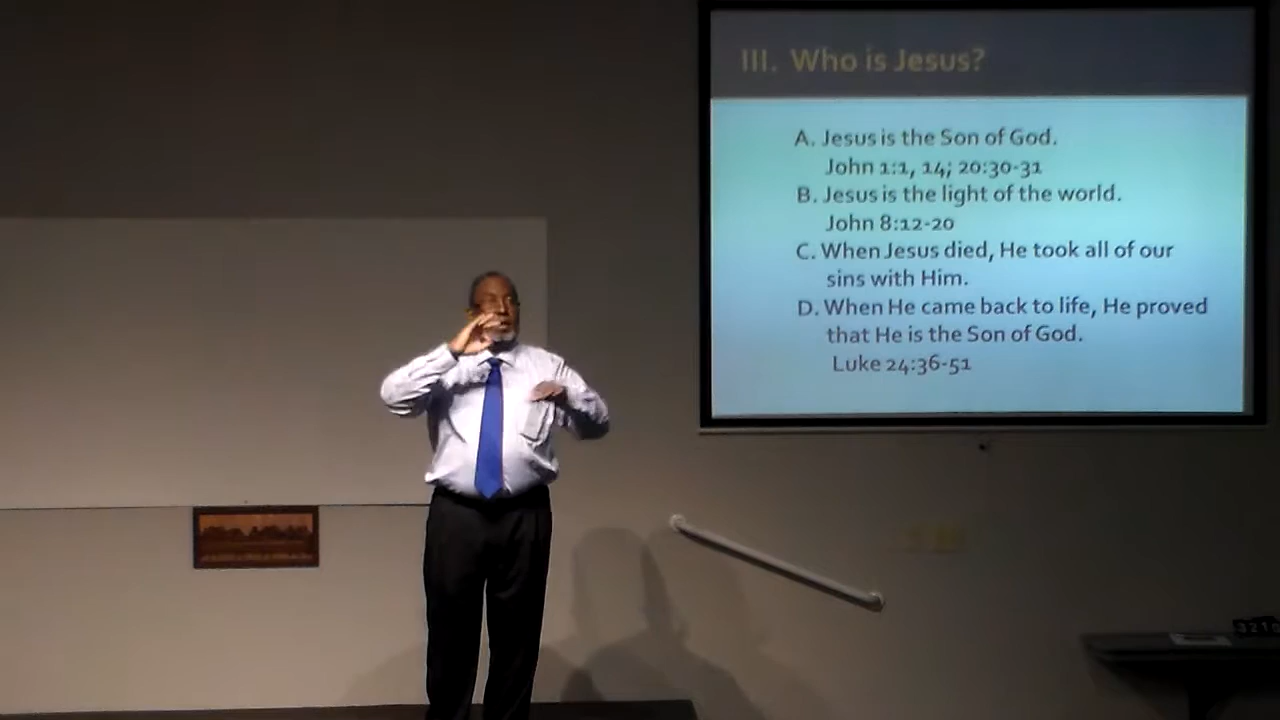 III. Who is Jesus?
A. Jesus is the Son of God.
John 1:1, 14; 20:30-31
B. Jesus is the light of the world.
John 8:12-20
C. When Jesus died, He took all of our
sins with Him.
D. When He came back to life, He proved
that He is the Son of God.
Luke 24:36-51